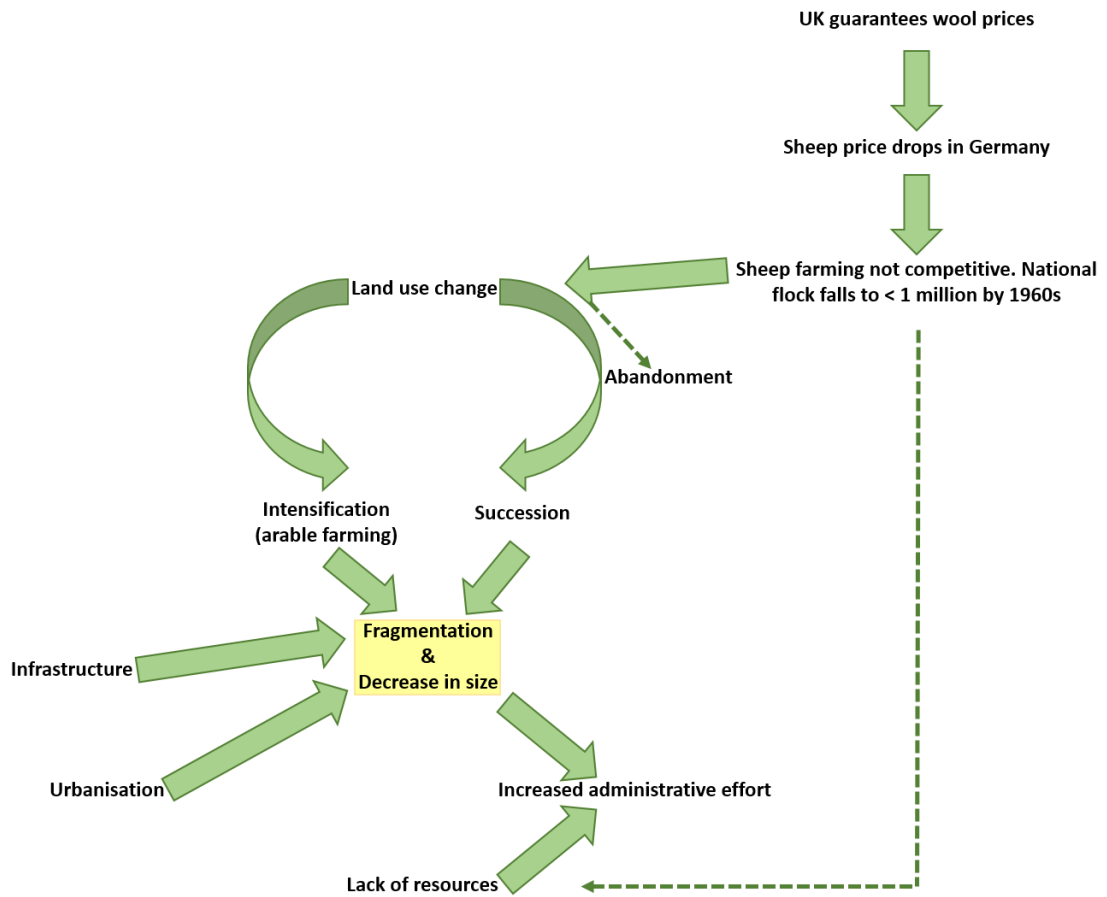 UK guarantees wool prices
Sheep price drops in Germany
Sheep farming not competitive. National
flock falls to < 1 million by 1960s
Land use change
Abandonment
Intensification
(arable farming)
Succession
Fragmentation
&
Decrease in size
Infrastructure
Urbanisation
Increased administrative effort
Lack of resources